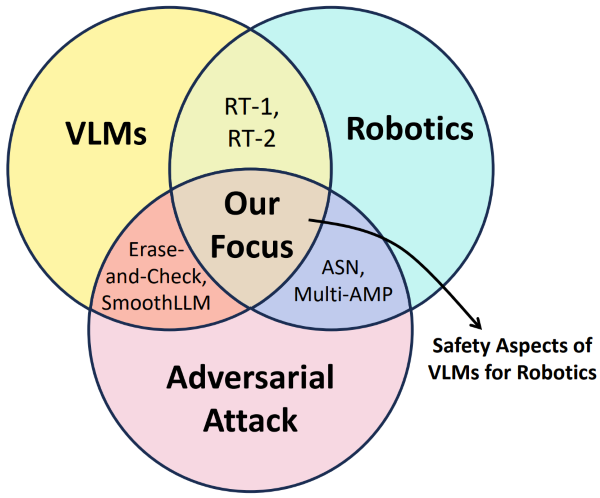 VLMs
RT-1,
RT-2
Robotics
Our
Focus
Erase-
and-Check,
SmoothLLM
ASN,
Multi-AMP
Safety Aspects of
VLMs for Robotics
Adversarial
Attack